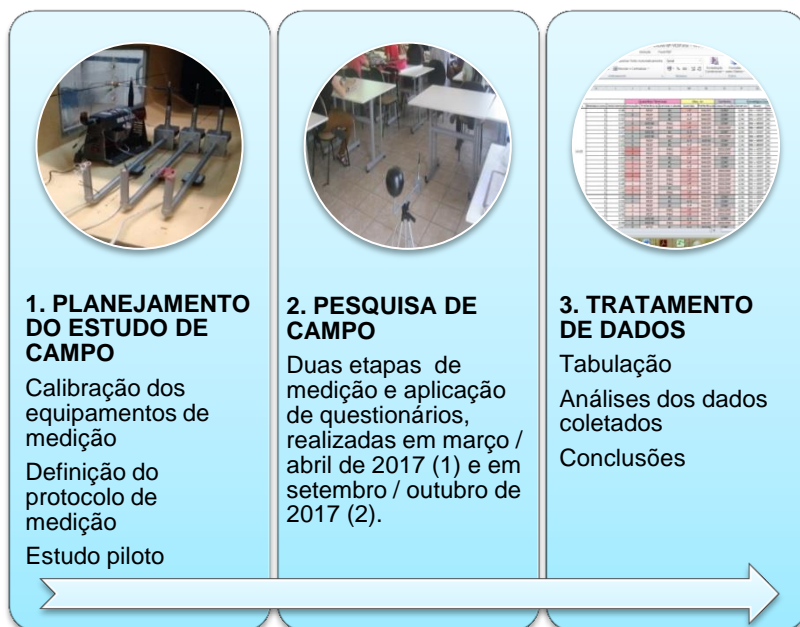 1. PLANEJAMENTO
DO ESTUDO DE
CAMPO
Calibração dos
equipamentos de
medição
Definição do
protocolo de
medição
Estudo piloto
2. PESQUISA DE
CAMPO
Duas etapas de
medição e aplicação
de questionários,
realizadas em março /
abril de 2017 (1) e em
setembro / outubro de
2017 (2).
3. TRATAMENTO
DE DADOS
Tabulação
Análises dos dados
coletados
Conclusões